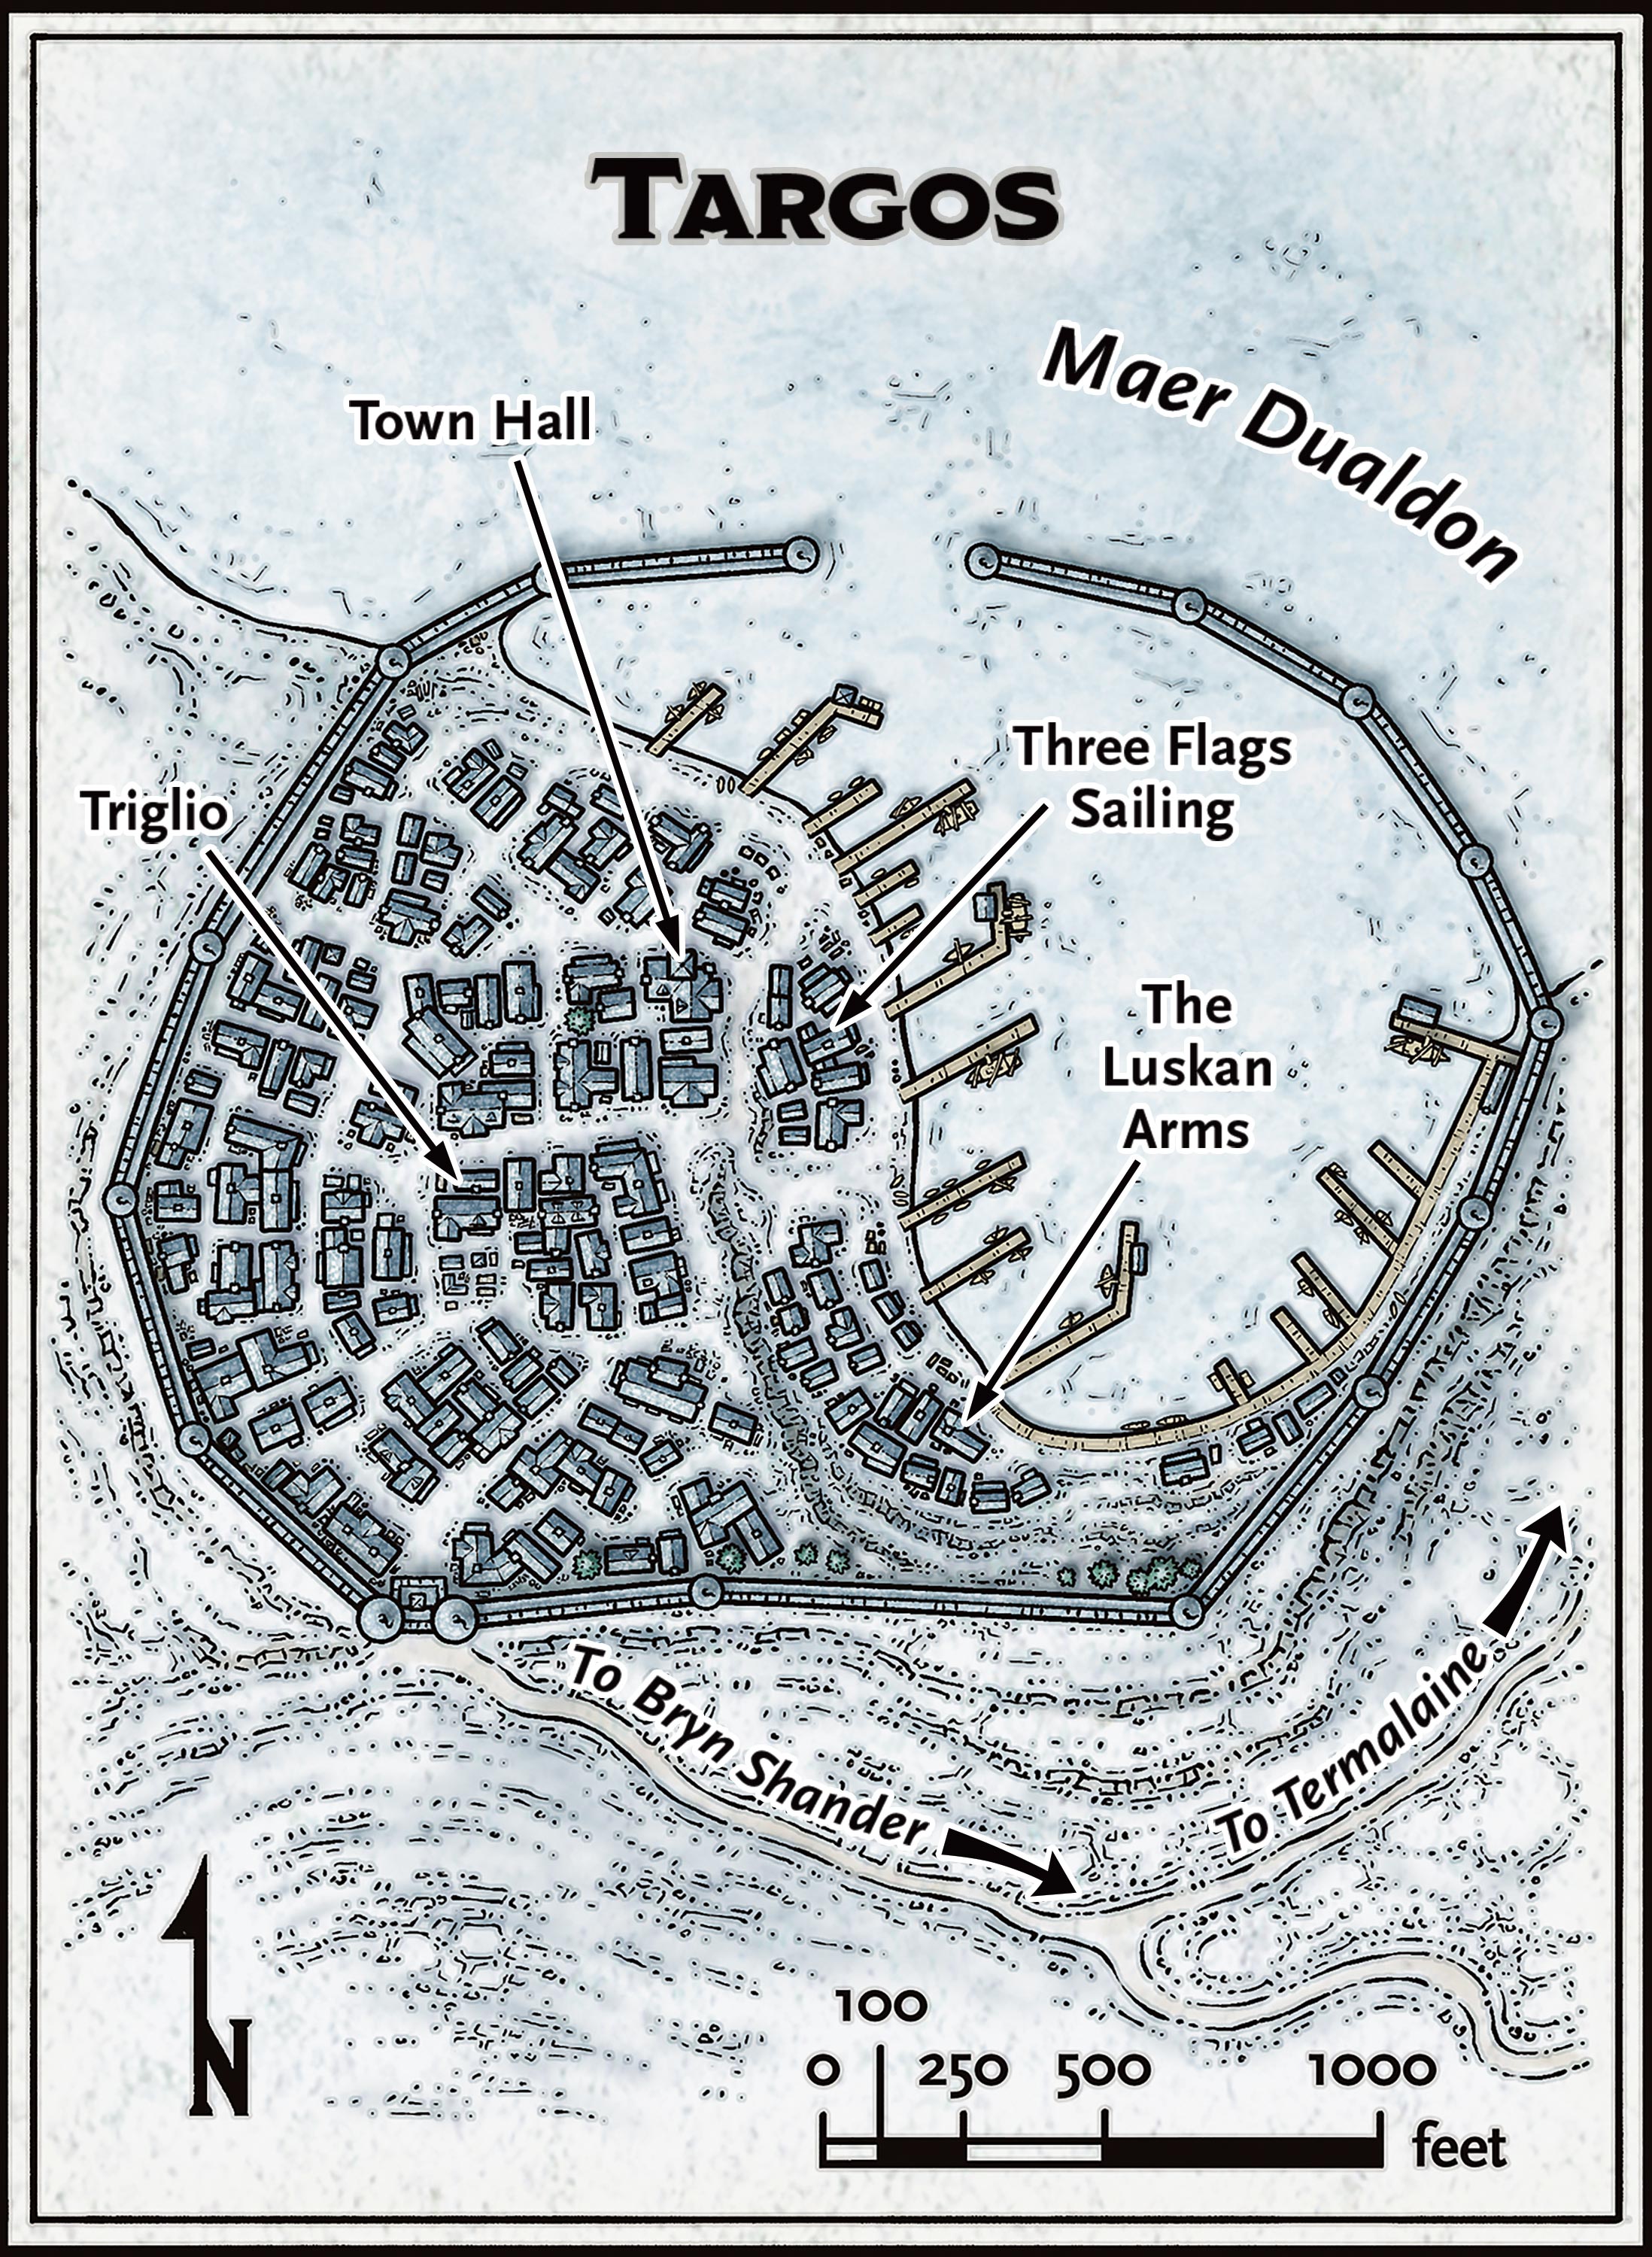 TARGOS
Maer Dualdon
Town Hall
Three Flags
Sailing
Triglio
The
Luskan
Arms
To Bryn Shander
To Termalaine
N
100
0 250 500 1000
feet